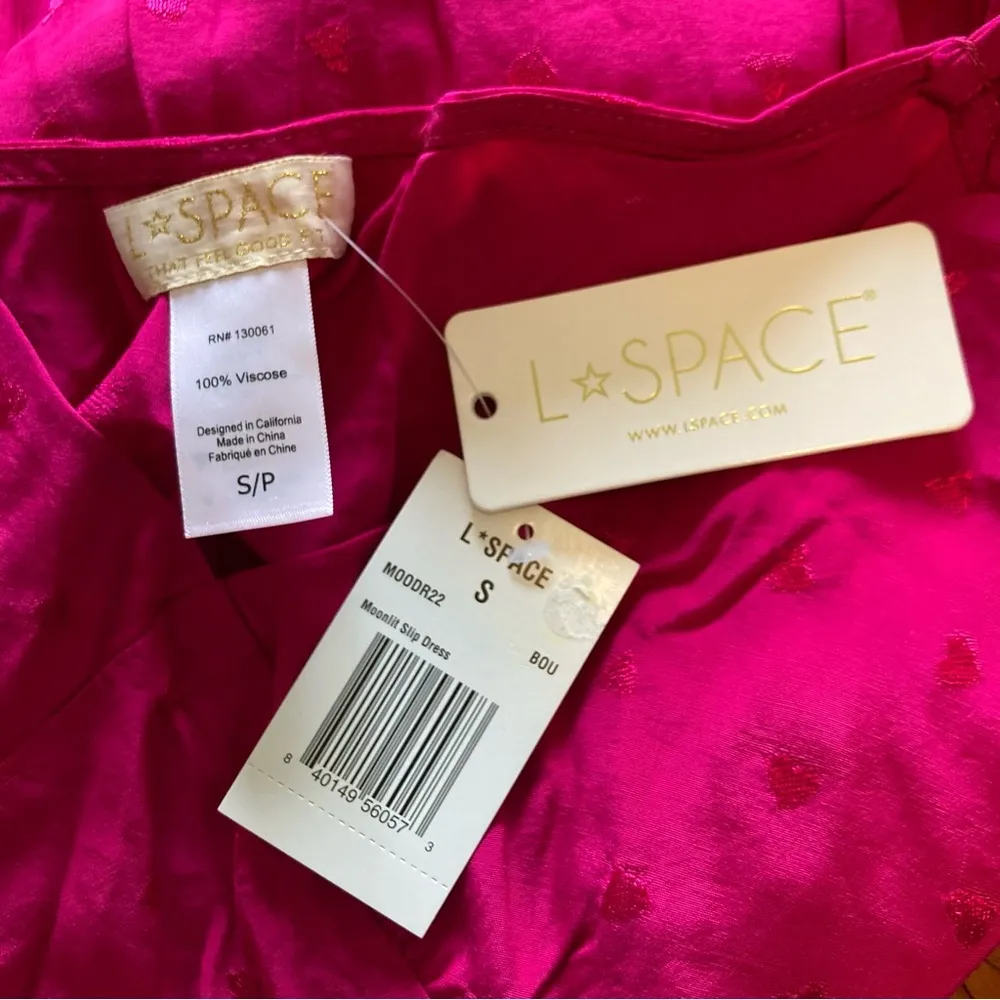 L☆SPACE
THAT FEEL GOOD FIT
RN# 130061
100% Viscose
Designed in California
Made in China
Fabriqué en Chine
S/P
L☆SPACE®
WWW.LSPACE.COM
L*SPACE
S
MOODR22
Moonlit Slip Dress
BOU
8 40149 56057 3